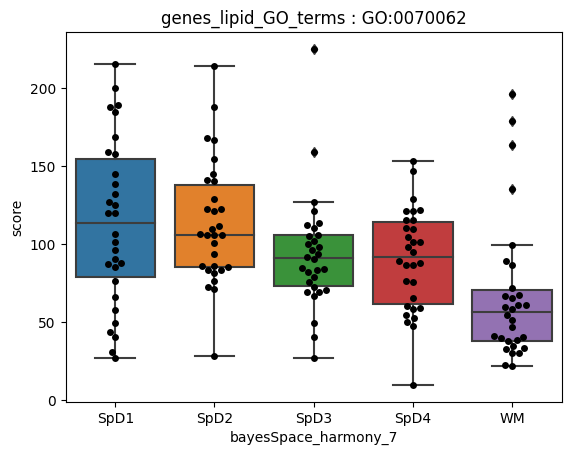 genes_lipid_GO_terms : GO:0070062
score
200
150
100
50
0
SpD1 SpD2 SpD3 SpD4 WM
bayesSpace_harmony_7